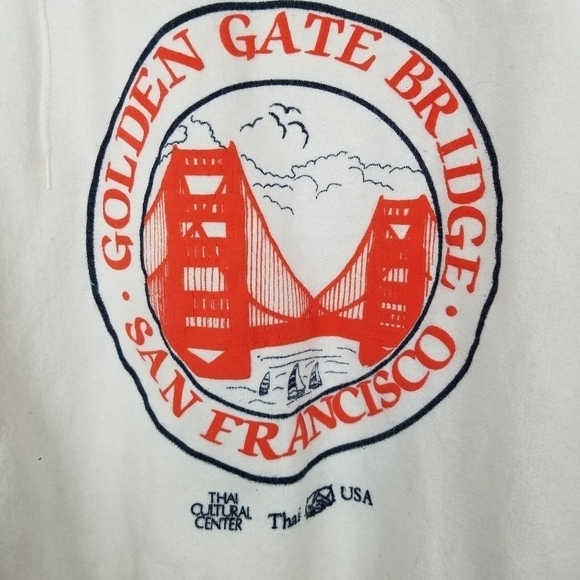 GOLDEN GATE BRIDGE
· SAN FRANCISCO ·
THAI
CULTURAL
CENTER
Thai USA